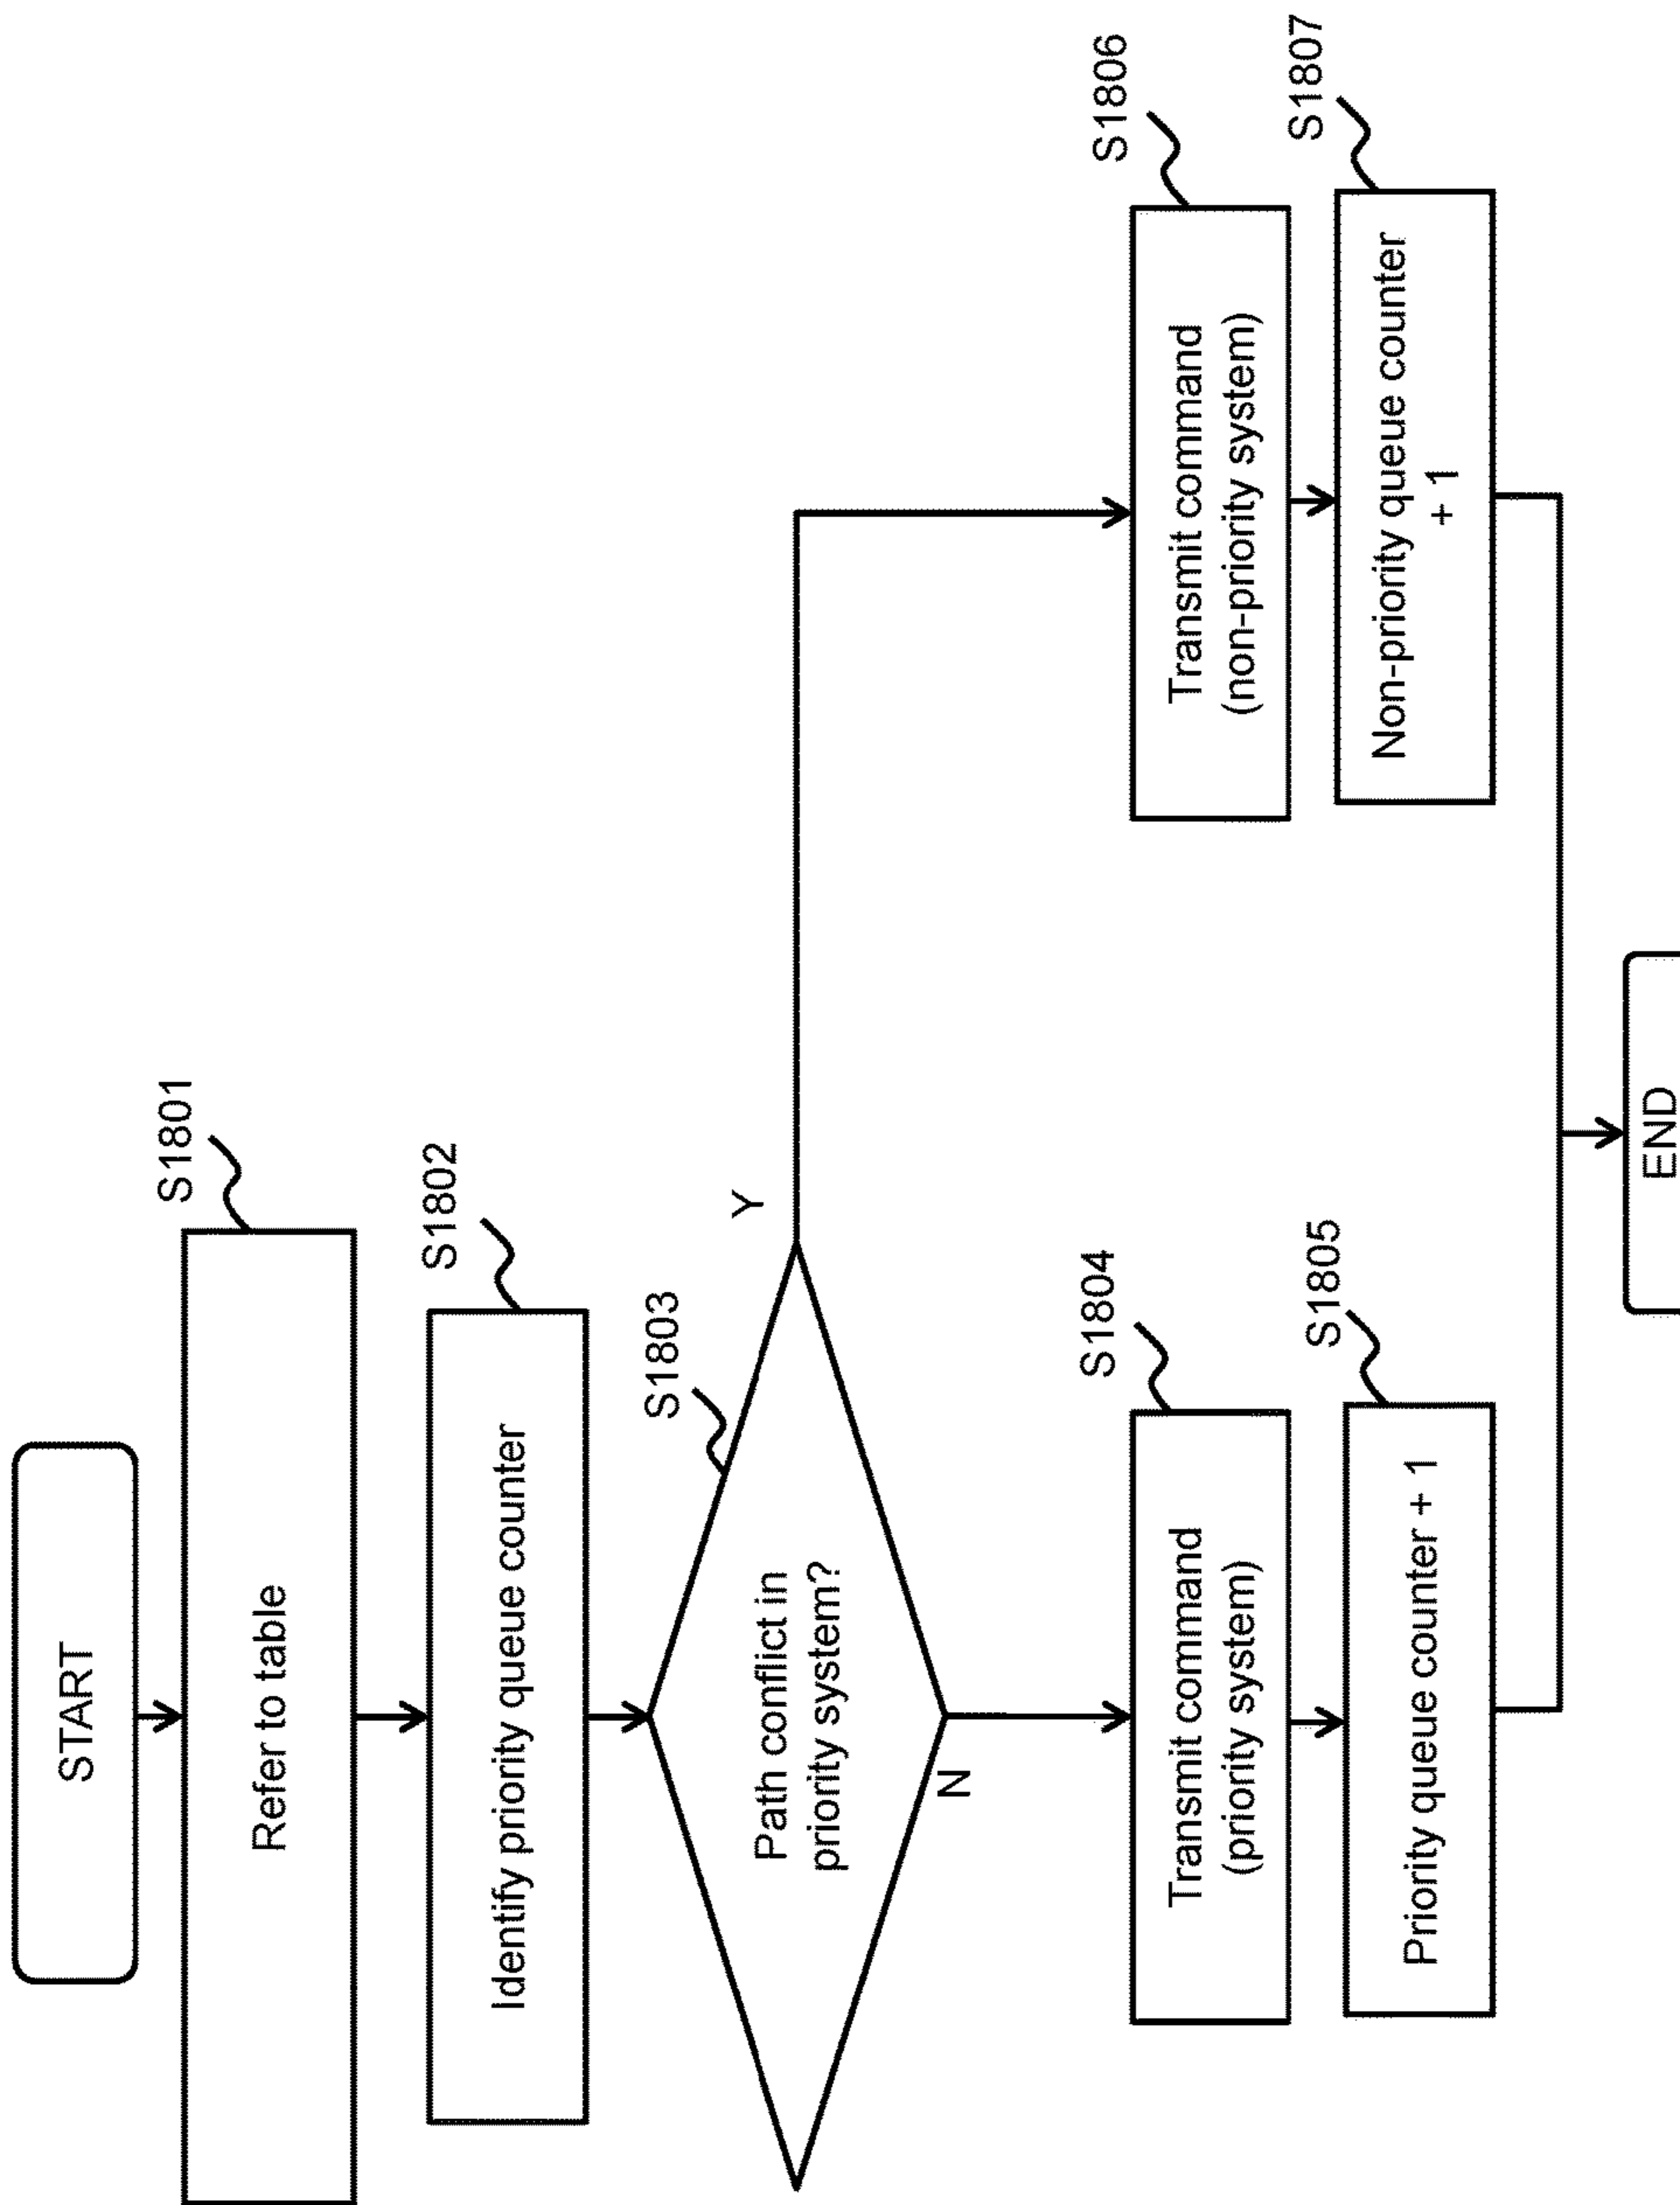 START
S1801
Refer to table
S1802
Identify priority queue counter
S1803
Path conflict in
priority system?
Y
N
S1804
Transmit command
(priority system)
S1805
Priority queue counter + 1
S1806
Transmit command
(non-priority system)
S1807
Non-priority queue counter
+ 1
END